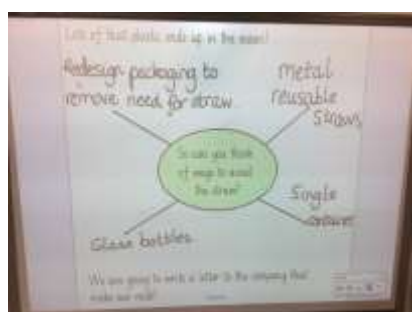 Lots of that plastic ends up in the ocean!
Redesign packaging to
remove need for straw.
metal
reusable
straws
So can you think
of ways to avoid
the straw?
Single
container
Glass bottles
We are going to write a letter to the company that
make our milk!